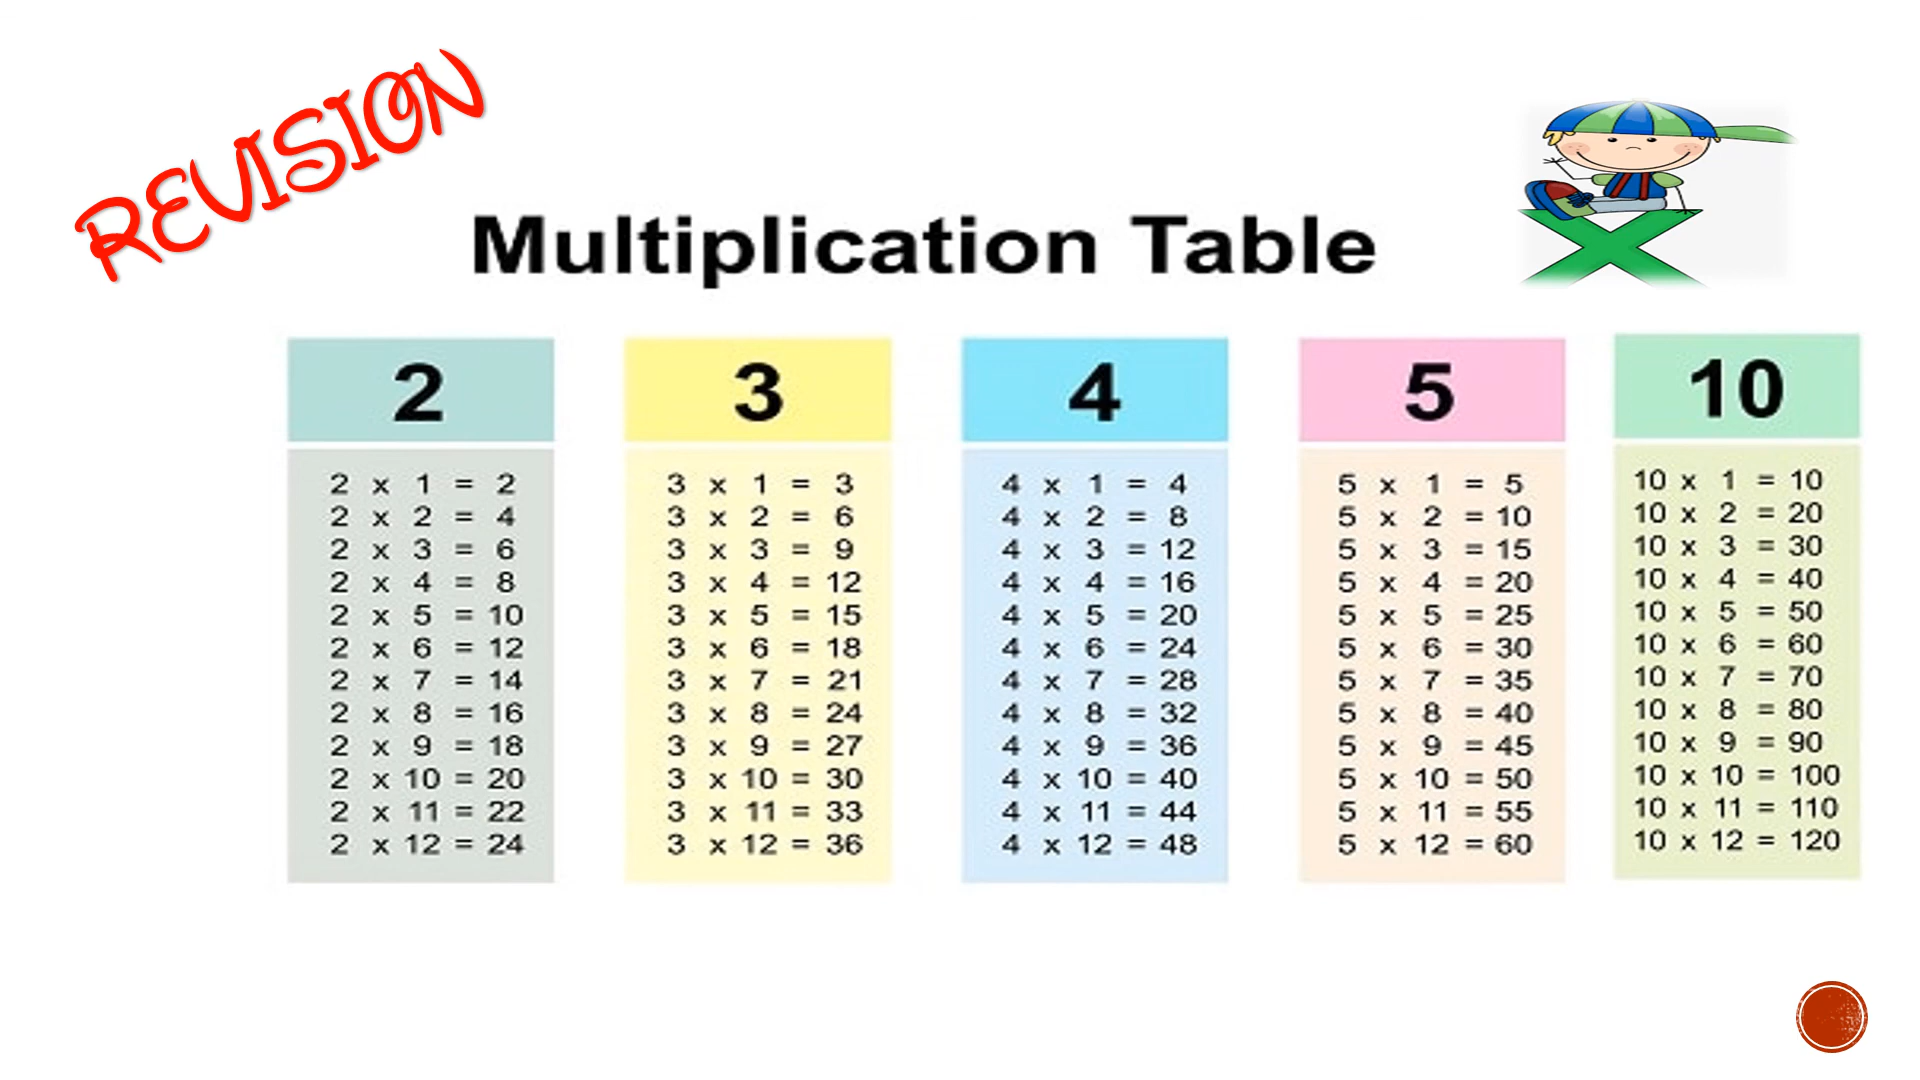 REVISION
Multiplication Table
2
2 x 1 = 2
2 x 2 = 4
2 x 3 = 6
2 x 4 = 8
2 x 5 = 10
2 x 6 = 12
2 x 7 = 14
2 x 8 = 16
2 x 9 = 18
2 x 10 = 20
2 x 11 = 22
2 x 12 = 24
3
3 x 1 = 3
3 x 2 = 6
3 x 3 = 9
3 x 4 = 12
3 x 5 = 15
3 x 6 = 18
3 x 7 = 21
3 x 8 = 24
3 x 9 = 27
3 x 10 = 30
3 x 11 = 33
3 x 12 = 36
4
4 x 1 = 4
4 x 2 = 8
4 x 3 = 12
4 x 4 = 16
4 x 5 = 20
4 x 6 = 24
4 x 7 = 28
4 x 8 = 32
4 x 9 = 36
4 x 10 = 40
4 x 11 = 44
4 x 12 = 48
5
5 x 1 = 5
5 x 2 = 10
5 x 3 = 15
5 x 4 = 20
5 x 5 = 25
5 x 6 = 30
5 x 7 = 35
5 x 8 = 40
5 x 9 = 45
5 x 10 = 50
5 x 11 = 55
5 x 12 = 60
10
10 x 1 = 10
10 x 2 = 20
10 x 3 = 30
10 x 4 = 40
10 x 5 = 50
10 x 6 = 60
10 x 7 = 70
10 x 8 = 80
10 x 9 = 90
10 x 10 = 100
10 x 11 = 110
10 x 12 = 120